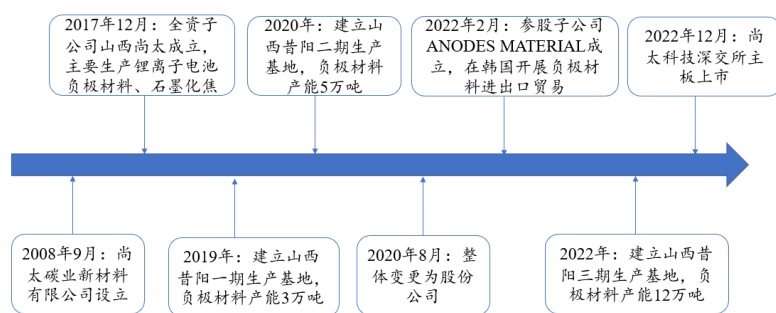 2017年12月：全资子
公司山西尚太成立，
主要生产锂离子电池
负极材料、石墨化焦
2020年：建立山
西昔阳二期生产
基地，负极材料
产能5万吨
2022年2月：参股子公司
ANODES MATERIAL成
立，在韩国开展负极材
料进出口贸易
2022年12月：尚
太科技深交所主
板上市
2008年9月：尚
太碳业新材料
有限公司设立
2019年：建立山西
昔阳一期生产基地，
负极材料产能3万吨
2020年8月：整
体变更为股份
公司
2022年：建立山西昔
阳三期生产基地，负
极材料产能12万吨